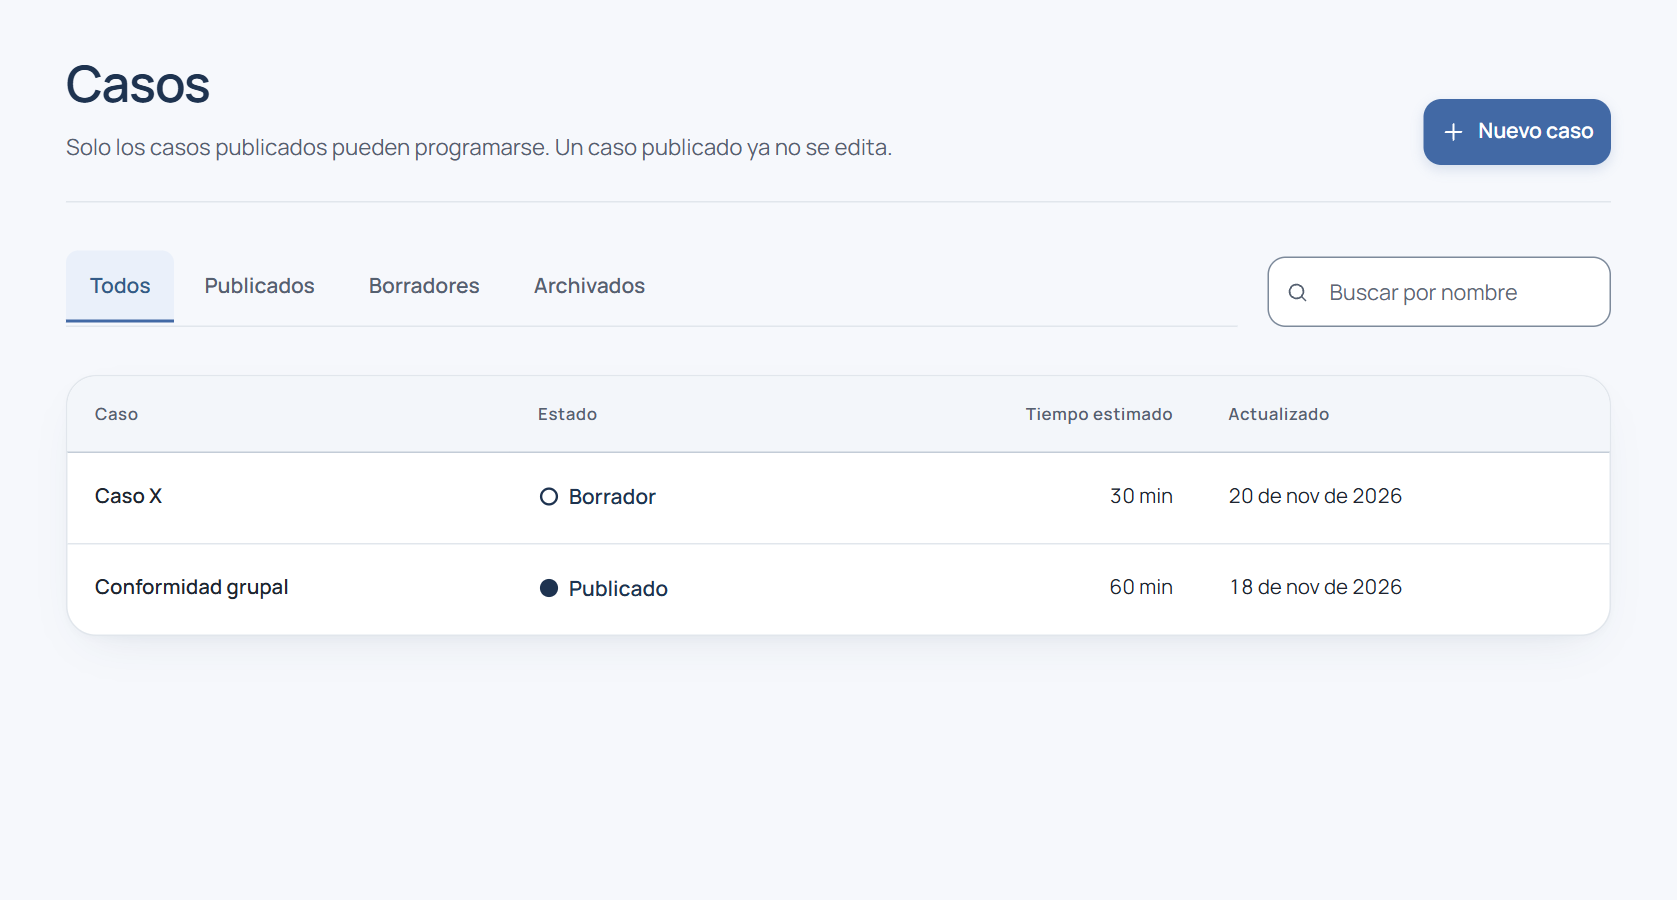 Casos
Solo los casos publicados pueden programarse. Un caso publicado ya no se edita.
Nuevo caso
Todos Publicados Borradores Archivados
Buscar por nombre
Caso Estado Tiempo estimado Actualizado
Caso X Borrador 30 min 20 de nov de 2026
Conformidad grupal Publicado 60 min 18 de nov de 2026